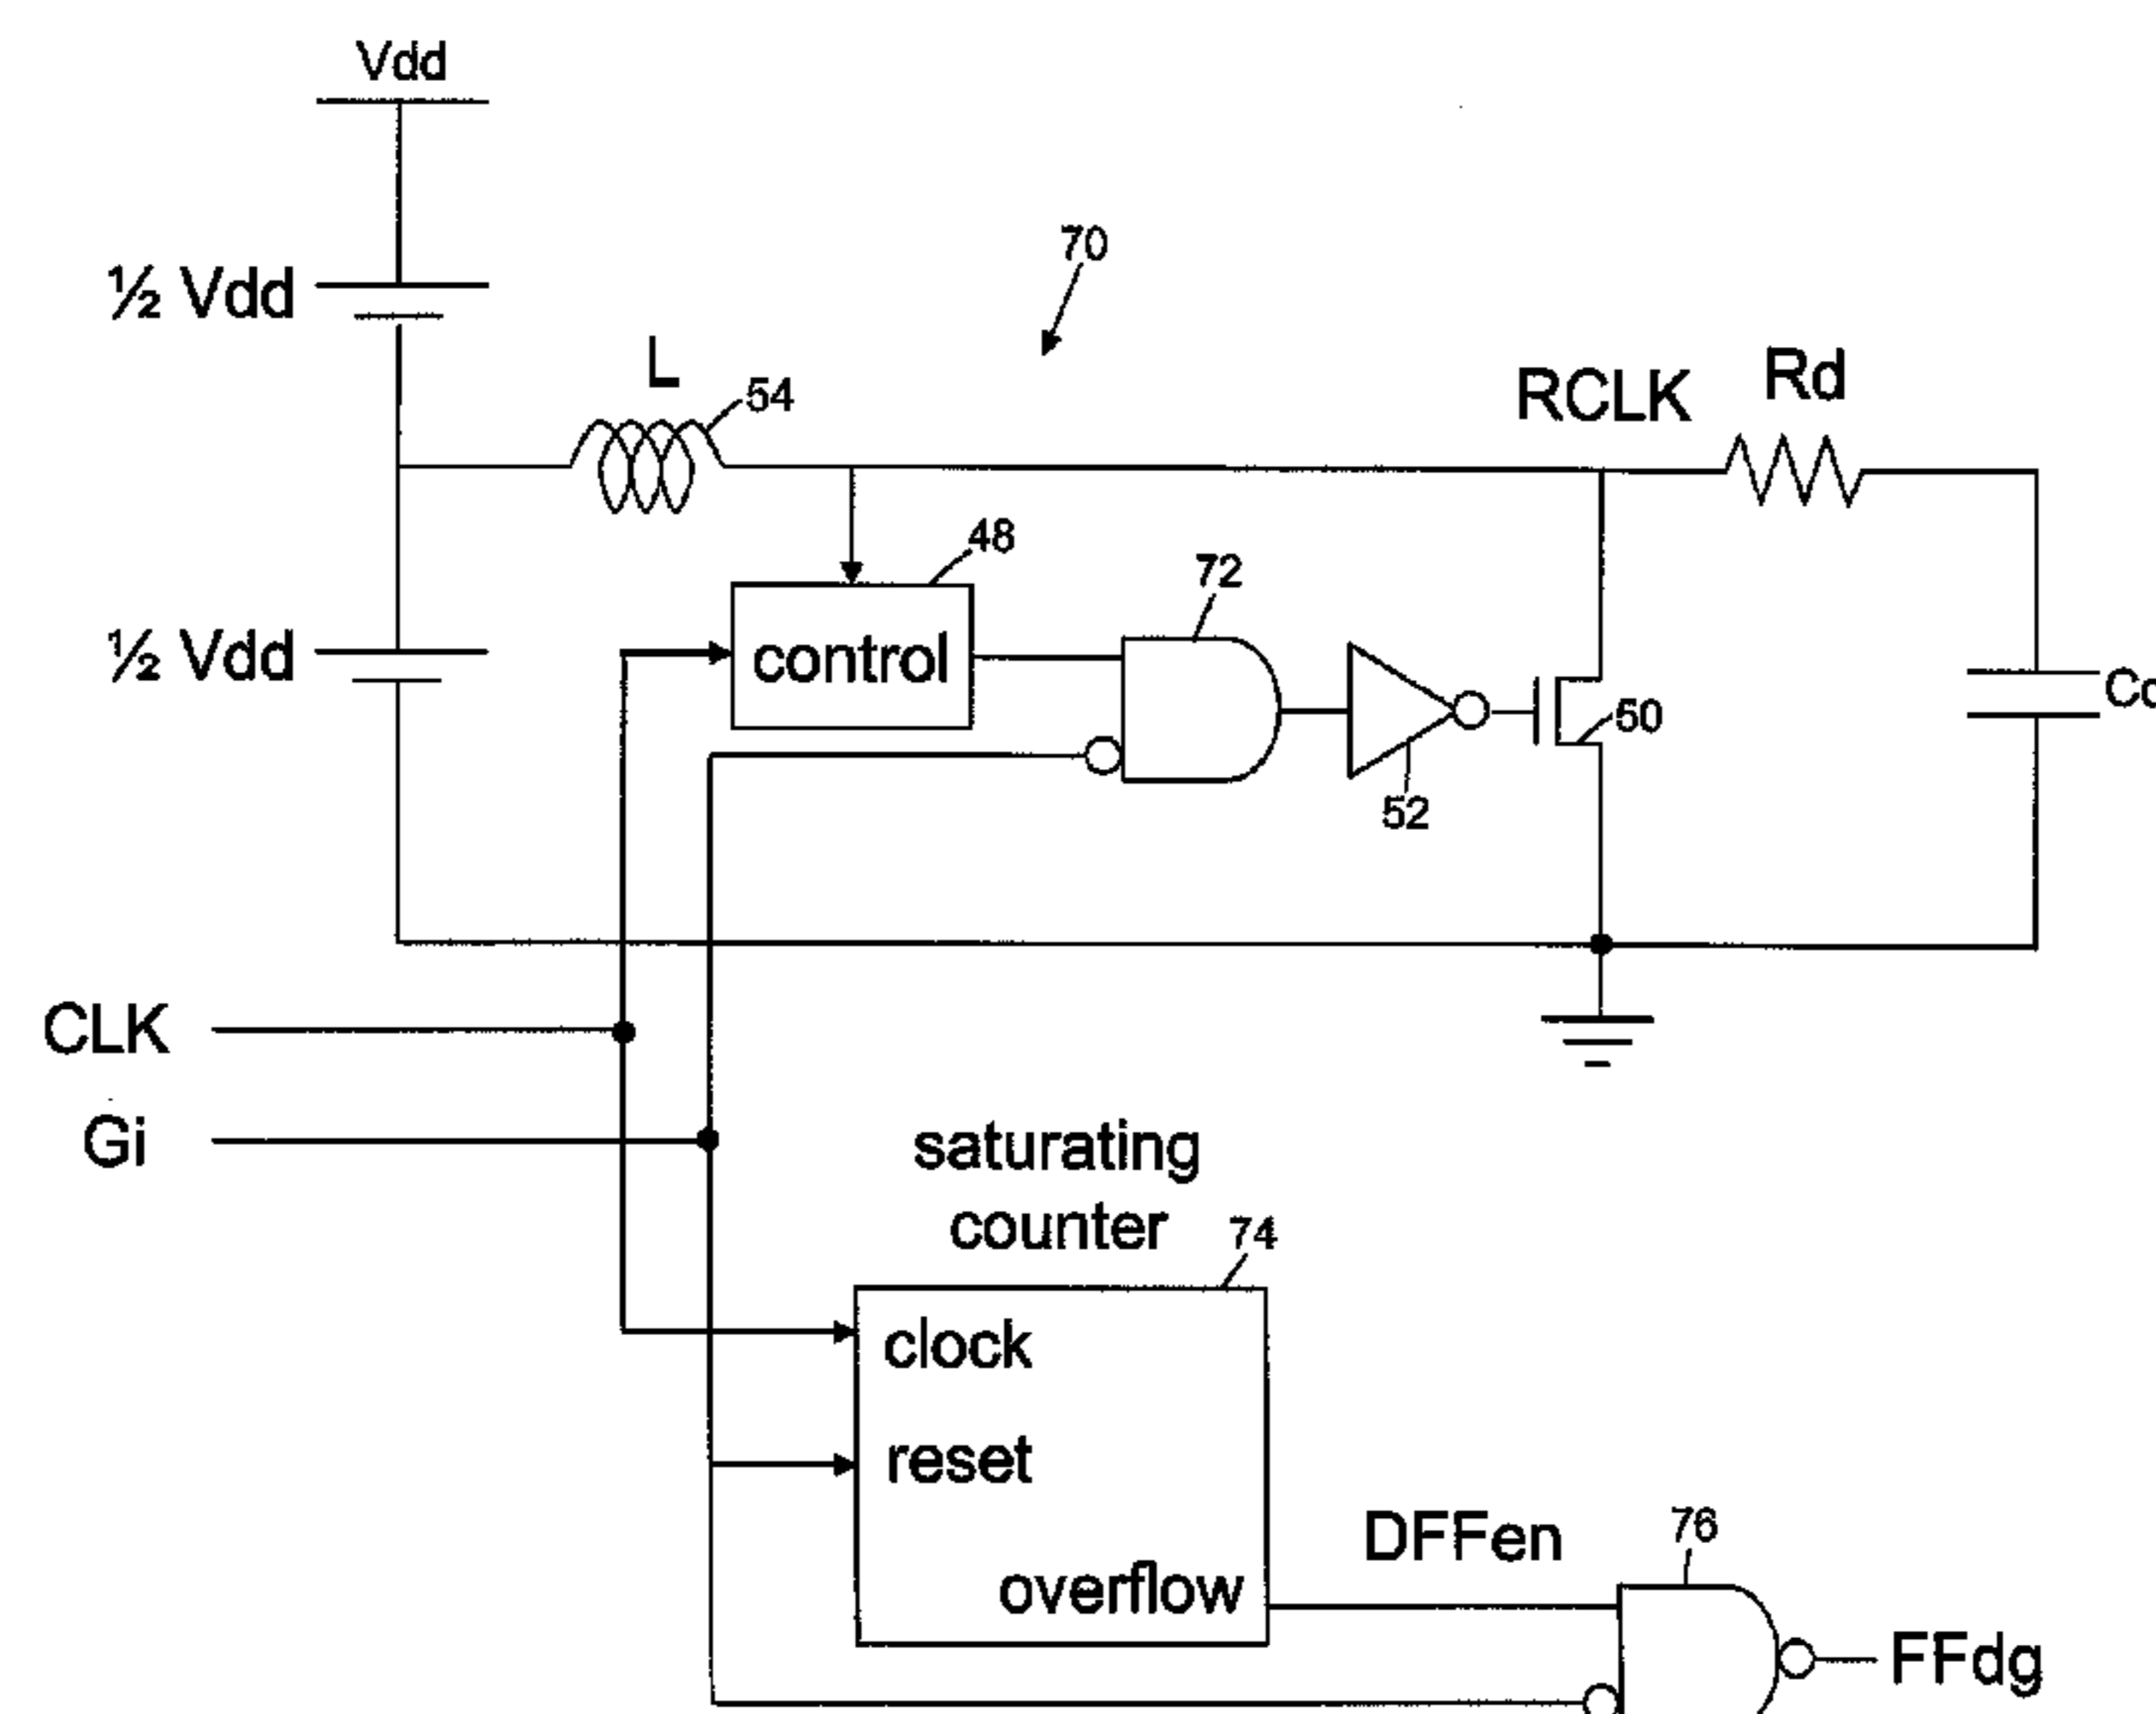 Vdd
70
½ Vdd
L
54
RCLK
Rd
48
72
½ Vdd
control
50
52
CLK
Gi
saturating
counter
74
clock
reset
DFFen
76
overflow
FFdg